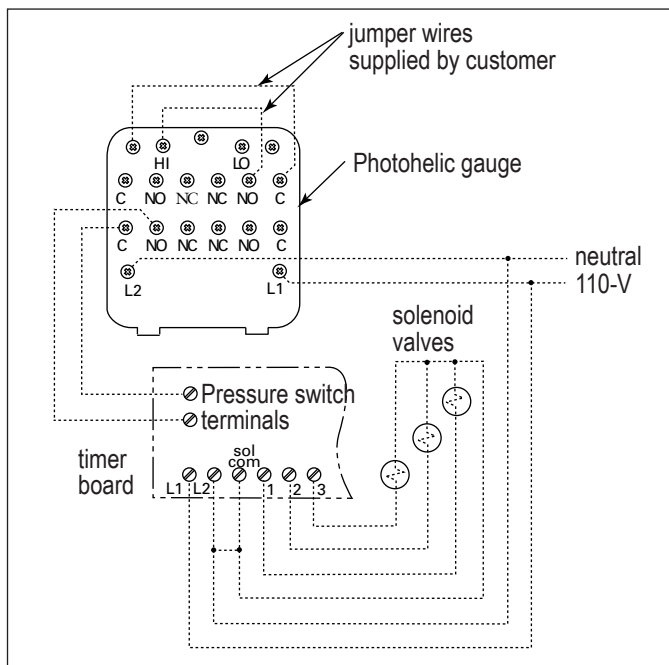 jumper wires
supplied by customer
HI LO
Photohelic gauge
C NO NC NC NO C
C NO NC NC NO C
L2 L1
neutral
110-V
solenoid
valves
Pressure switch
terminals
timer
board
sol
com
L1 L2 1 2 3